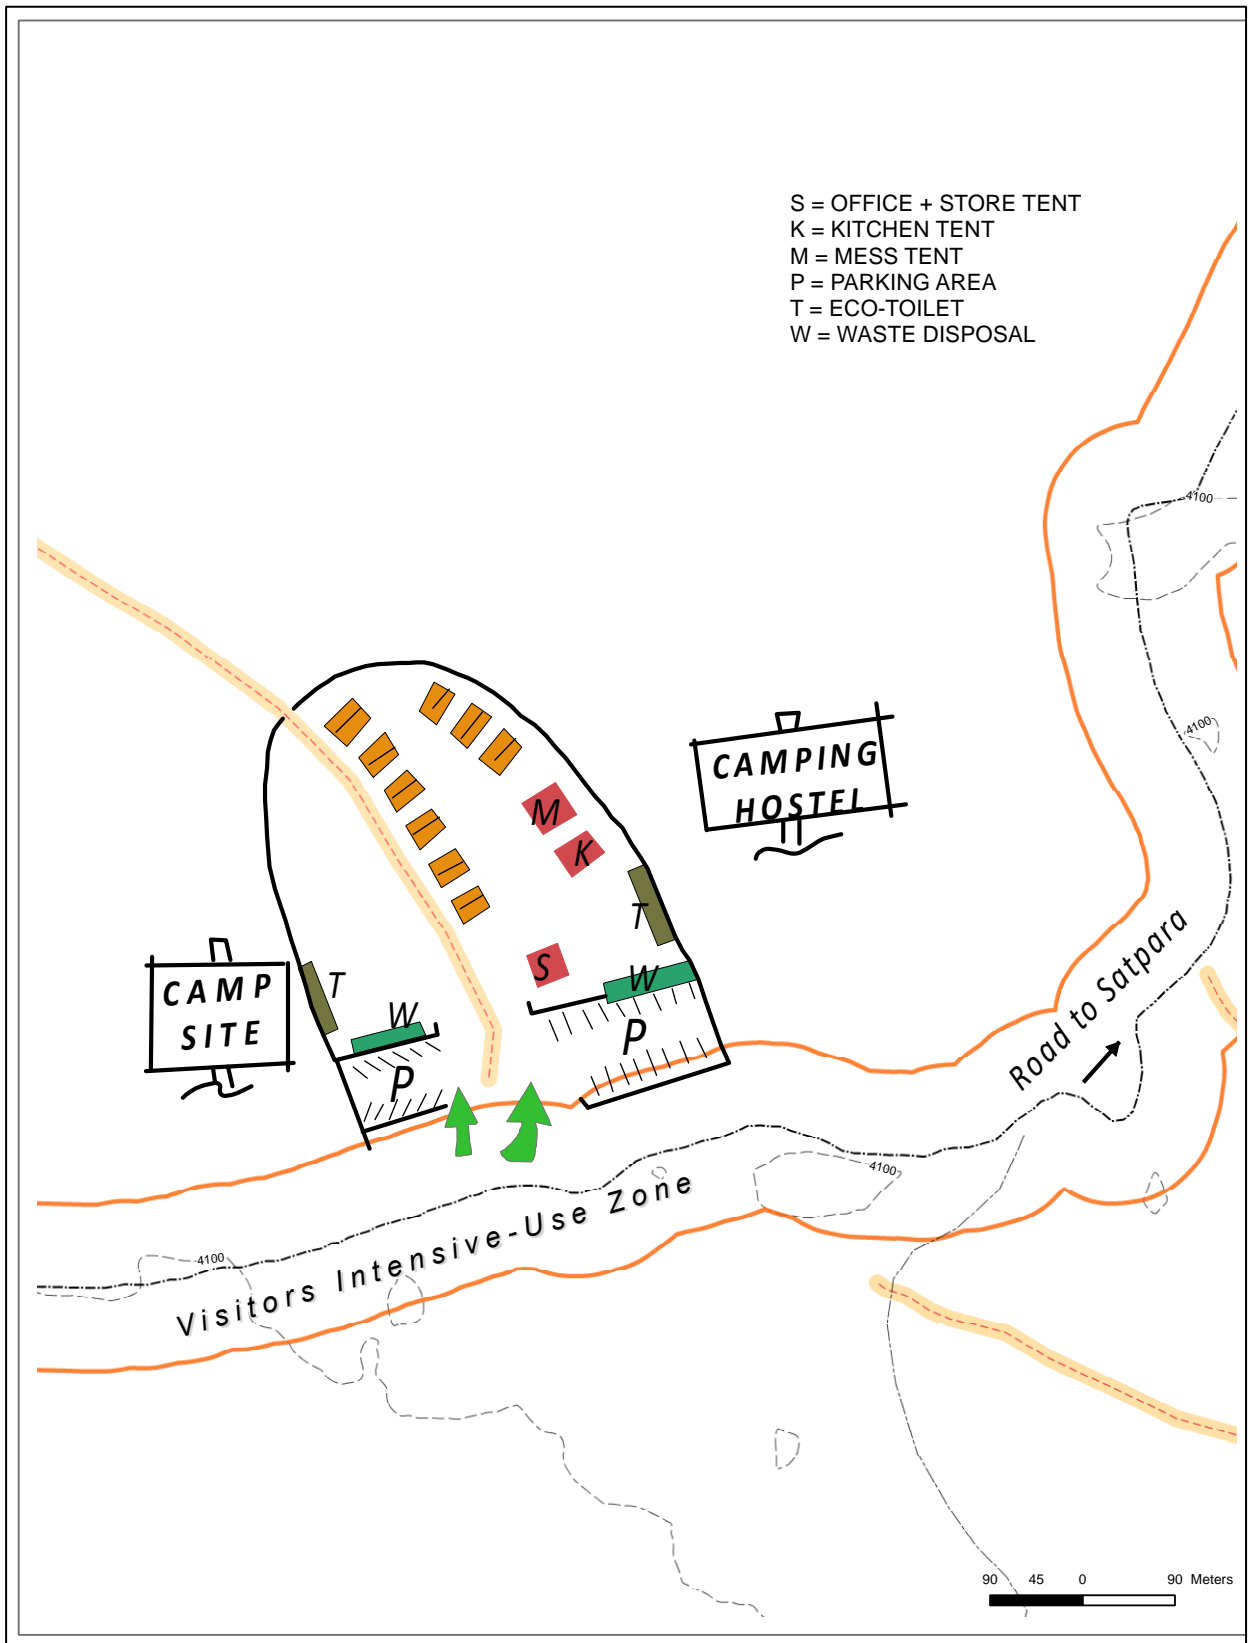 S = OFFICE + STORE TENT
K = KITCHEN TENT
M = MESS TENT
P = PARKING AREA
T = ECO-TOILET
W = WASTE DISPOSAL
4100
4100
CAMPING
HOSTEL
M
K
T
S
W
P
CAMP
SITE
T
W
P
Road to Satpara
4100
Visitors Intensive-Use Zone
4100
90 45 0 90 Meters